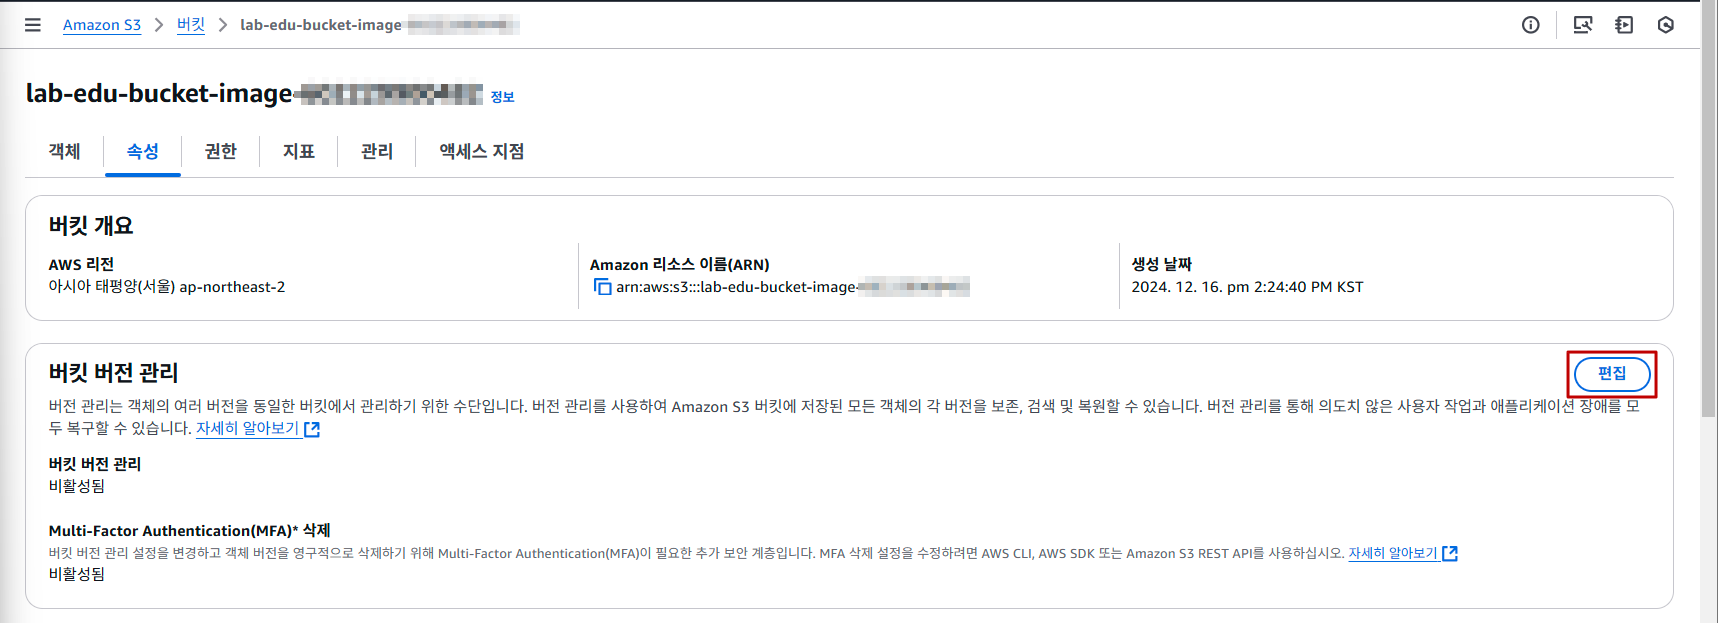 Amazon S3 > 버킷 > lab-edu-bucket-image-
lab-edu-bucket-image- 정보
객체 속성 권한 지표 관리 액세스 지점
버킷 개요
AWS 리전
아시아 태평양(서울) ap-northeast-2
Amazon 리소스 이름(ARN)
arn:aws:s3:::lab-edu-bucket-image-
생성 날짜
2024. 12. 16. pm 2:24:40 PM KST
버킷 버전 관리
편집
버전 관리는 객체의 여러 버전을 동일한 버킷에서 관리하기 위한 수단입니다. 버전 관리를 사용하여 Amazon S3 버킷에 저장된 모든 객체의 각 버전을 보존, 검색 및 복원할 수 있습니다. 버전 관리를 통해 의도치 않은 사용자 작업과 애플리케이션 장애를 모
두 복구할 수 있습니다. 자세히 알아보기
버킷 버전 관리
비활성됨
Multi-Factor Authentication(MFA)* 삭제
버킷 버전 관리 설정을 변경하고 객체 버전을 영구적으로 삭제하기 위해 Multi-Factor Authentication(MFA)이 필요한 추가 보안 계층입니다. MFA 삭제 설정을 수정하려면 AWS CLI, AWS SDK 또는 Amazon S3 REST API를 사용하십시오. 자세히 알아보기
비활성됨